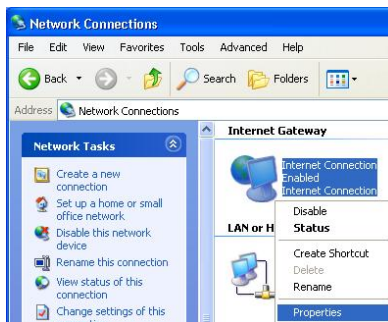 Network Connections
File Edit View Favorites Tools Advanced Help
Back Search Folders
Address Network Connections
Network Tasks
Create a new
connection
Set up a home or small
office network
Disable this network
device
Rename this connection
View status of this
connection
Change settings of this
Internet Gateway
Internet Connection
Enabled
Internet Connection
LAN or H
Disable
Status
Create Shortcut
Delete
Rename
Properties